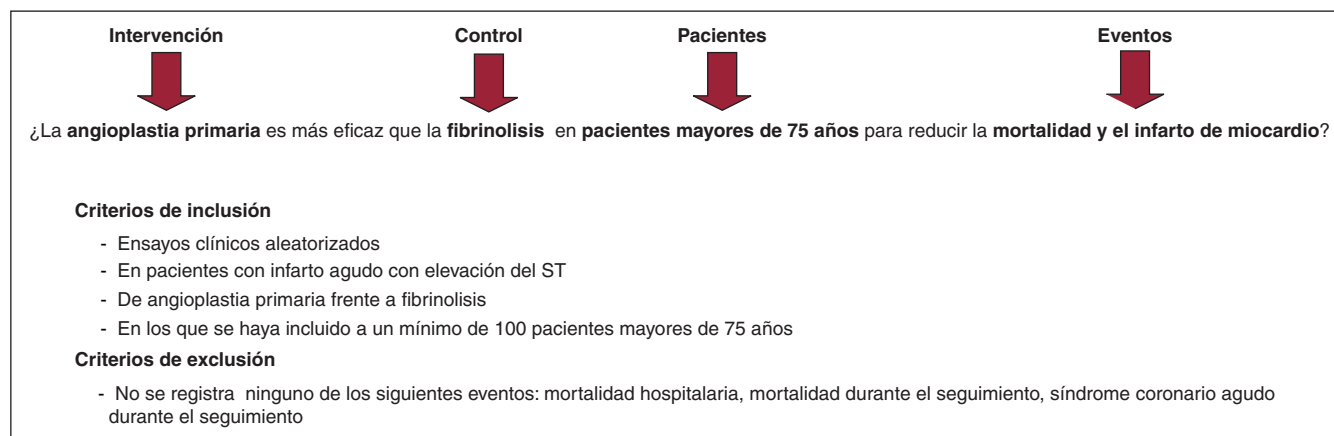 Intervención Control Pacientes Eventos
¿La angioplastia primaria es más eficaz que la fibrinolisis en pacientes mayores de 75 años para reducir la mortalidad y el infarto de miocardio?
Criterios de inclusión
- Ensayos clínicos aleatorizados
- En pacientes con infarto agudo con elevación del ST
- De angioplastia primaria frente a fibrinolisis
- En los que se haya incluido a un mínimo de 100 pacientes mayores de 75 años
Criterios de exclusión
- No se registra ninguno de los siguientes eventos: mortalidad hospitalaria, mortalidad durante el seguimiento, síndrome coronario agudo
durante el seguimiento